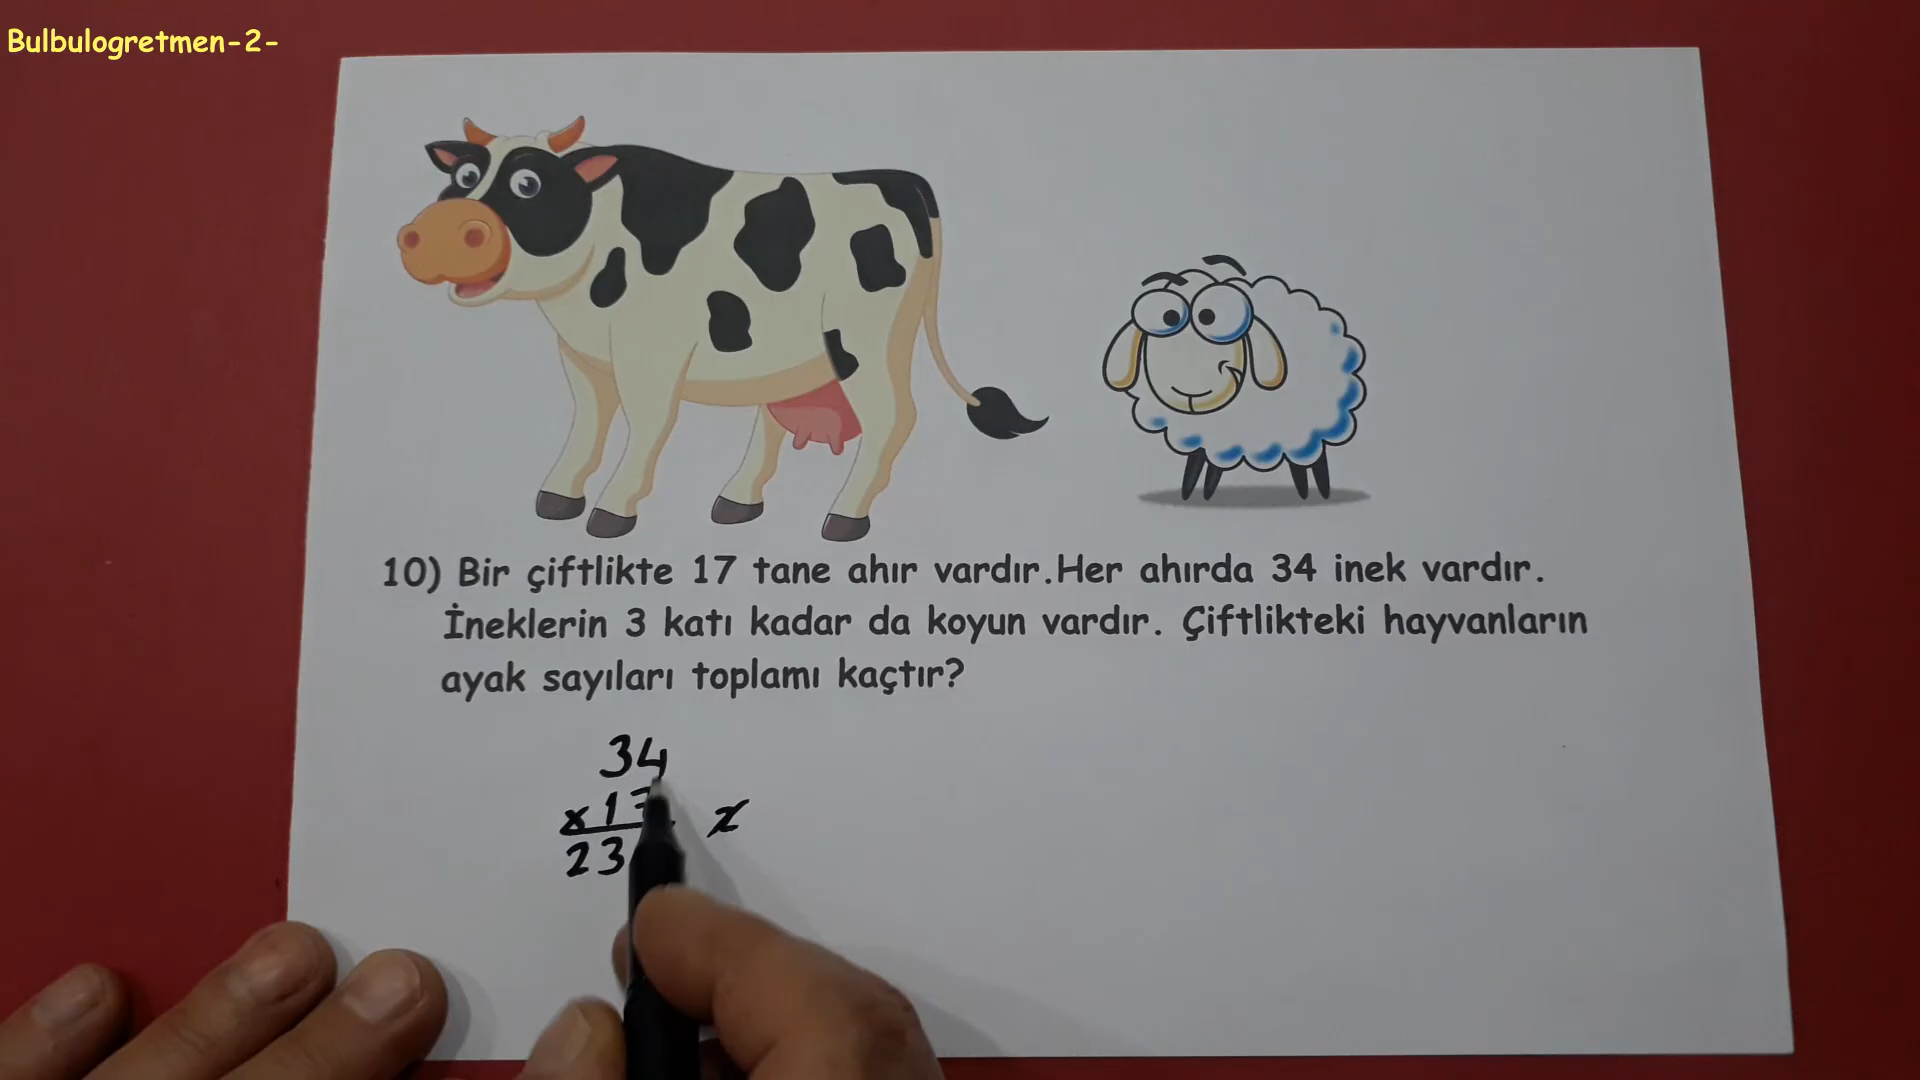 Bulbulogretmen-2-
10) Bir çiftlikte 17 tane ahır vardır.Her ahırda 34 inek vardır.
İneklerin 3 katı kadar da koyun vardır. Çiftlikteki hayvanların
ayak sayıları toplamı kaçtır?
34
x 17
23